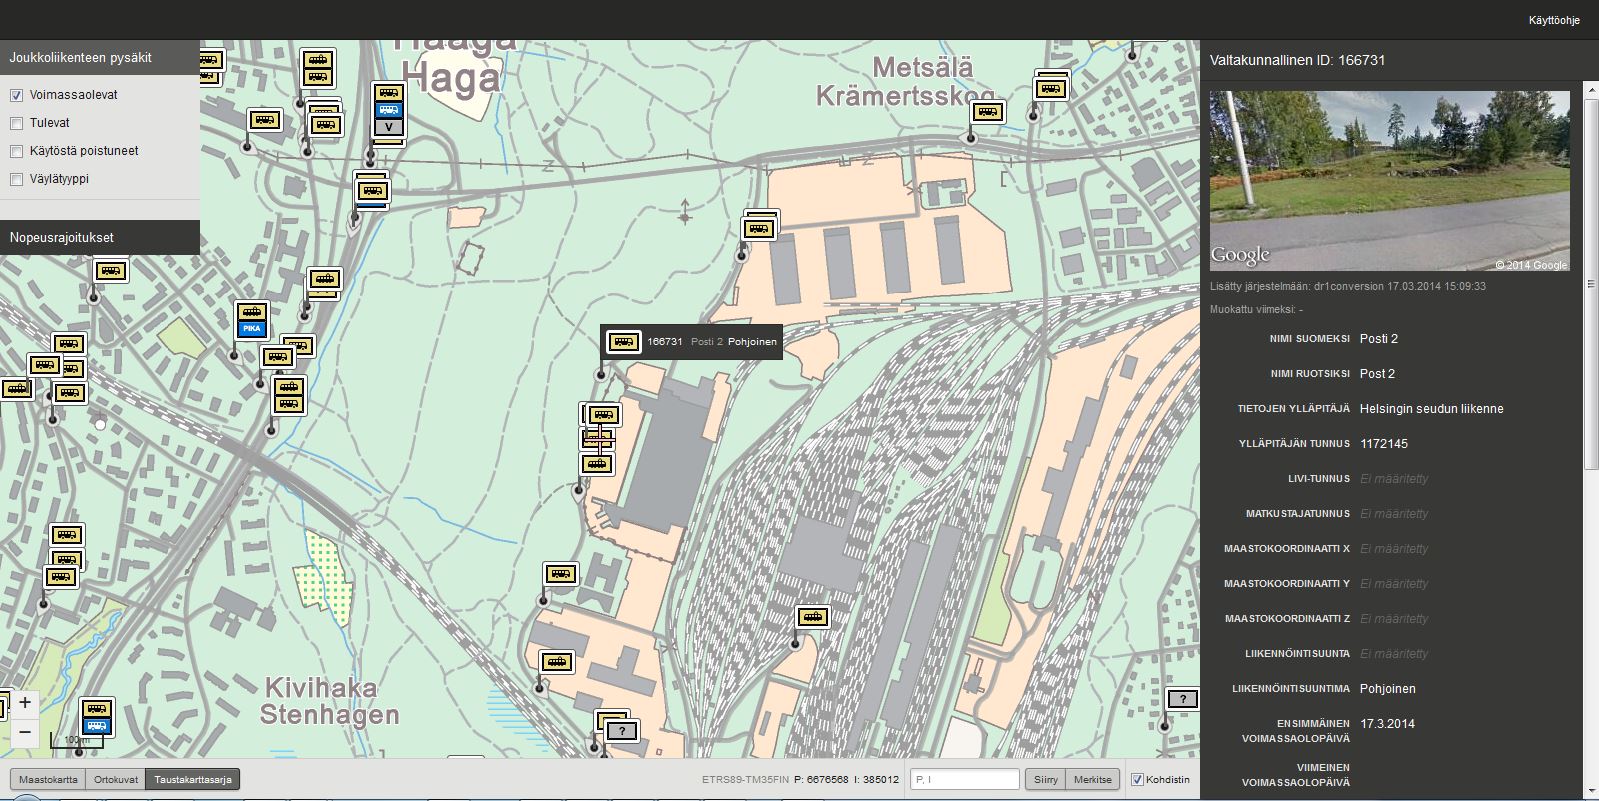 Käyttöohje
Joukkoliikenteen pysäkit
Voimassaolevat
Tulevat
Käytöstä poistuneet
Väylätyyppi
Nopeusrajoitukset
Haaga
Haga
Metsälä
Krämertsskog
V
PIKA
166731 Posti 2 Pohjoinen
Kivihaka
Stenhagen
?
?
+
−
100 m
Maastokartta
Ortokuvat
Taustakarttasarja
ETRS89-TM35FIN P: 6676568 I: 385012
P, I
Siirry
Merkitse
Kohdistin
Valtakunnallinen ID: 166731
Google
© 2014 Google
Lisätty järjestelmään: dr1conversion 17.03.2014 15:09:33
Muokattu viimeksi: -
NIMI SUOMEKSI Posti 2
NIMI RUOTSIKSI Post 2
TIETOJEN YLLÄPITÄJÄ Helsingin seudun liikenne
YLLÄPITÄJÄN TUNNUS 1172145
LIVI-TUNNUS Ei määritetty
MATKUSTAJATUNNUS Ei määritetty
MAASTOKOORDINAATTI X Ei määritetty
MAASTOKOORDINAATTI Y Ei määritetty
MAASTOKOORDINAATTI Z Ei määritetty
LIIKENNÖINTISUUNTA Ei määritetty
LIIKENNÖINTISUUNTIMA Pohjoinen
ENSIMMÄINEN 17.3.2014
VOIMASSAOLOPÄIVÄ
VIIMEINEN
VOIMASSAOLOPÄIVÄ